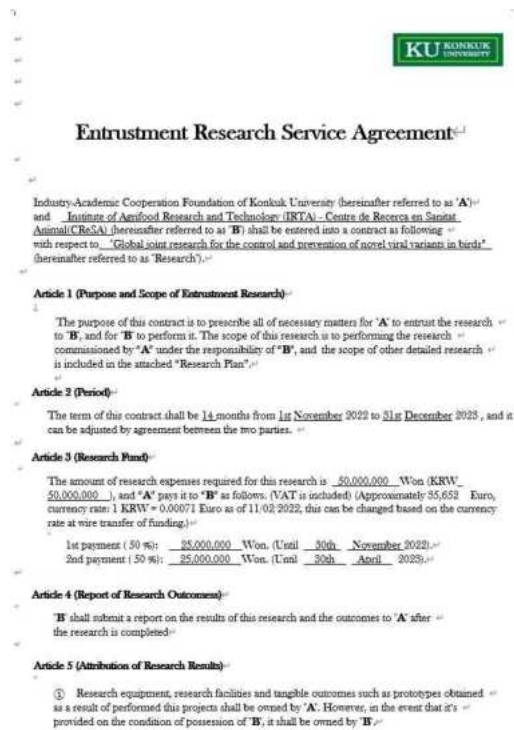 KU KONKUK
UNIVERSITY
Entrustment Research Service Agreement
Industry-Academic Cooperation Foundation of Konkuk University (hereinafter referred to as "A")
and Institute of Agrifood Research and Technology (IRTA) - Centre de Recerca en Sanitat
Animal(CReSA) (hereinafter referred to as "B") shall be entered into a contract as following
with respect to "Global joint research for the control and prevention of novel viral variants in birds"
(hereinafter referred to as "Research").
Article 1 (Purpose and Scope of Entrustment Research)
The purpose of this contract is to prescribe all of necessary matters for "A" to entrust the research
to "B", and for "B" to perform it. The scope of this research is to performing the research
commissioned by "A" under the responsibility of "B", and the scope of other detailed research
is included in the attached "Research Plan".
Article 2 (Period)
The term of this contract shall be 14 months from 1st November 2022 to 31st December 2023 , and it
can be adjusted by agreement between the two parties.
Article 3 (Research Fund)
The amount of research expenses required for this research is 50,000,000 Won (KRW
50,000,000 ), and "A" pays it to "B" as follows. (VAT is included) (Approximately 35,652 Euro,
currency rate: 1 KRW = 0.00071 Euro as of 11/02/2022, this can be changed based on the currency
rate at wire transfer of funding.)
1st payment ( 50 %): 25,000,000 Won. (Until 30th November 2022).
2nd payment ( 50 %): 25,000,000 Won. (Until 30th April 2023).
Article 4 (Report of Research Outcomess)
"B" shall submit a report on the results of this research and the outcomes to "A" after
the research is completed
Article 5 (Attribution of Research Results)
① Research equipment, research facilities and tangible outcomes such as prototypes obtained
as a result of performed this projects shall be owned by "A". However, in the event that it's
provided on the condition of possession of "B", it shall be owned by "B".